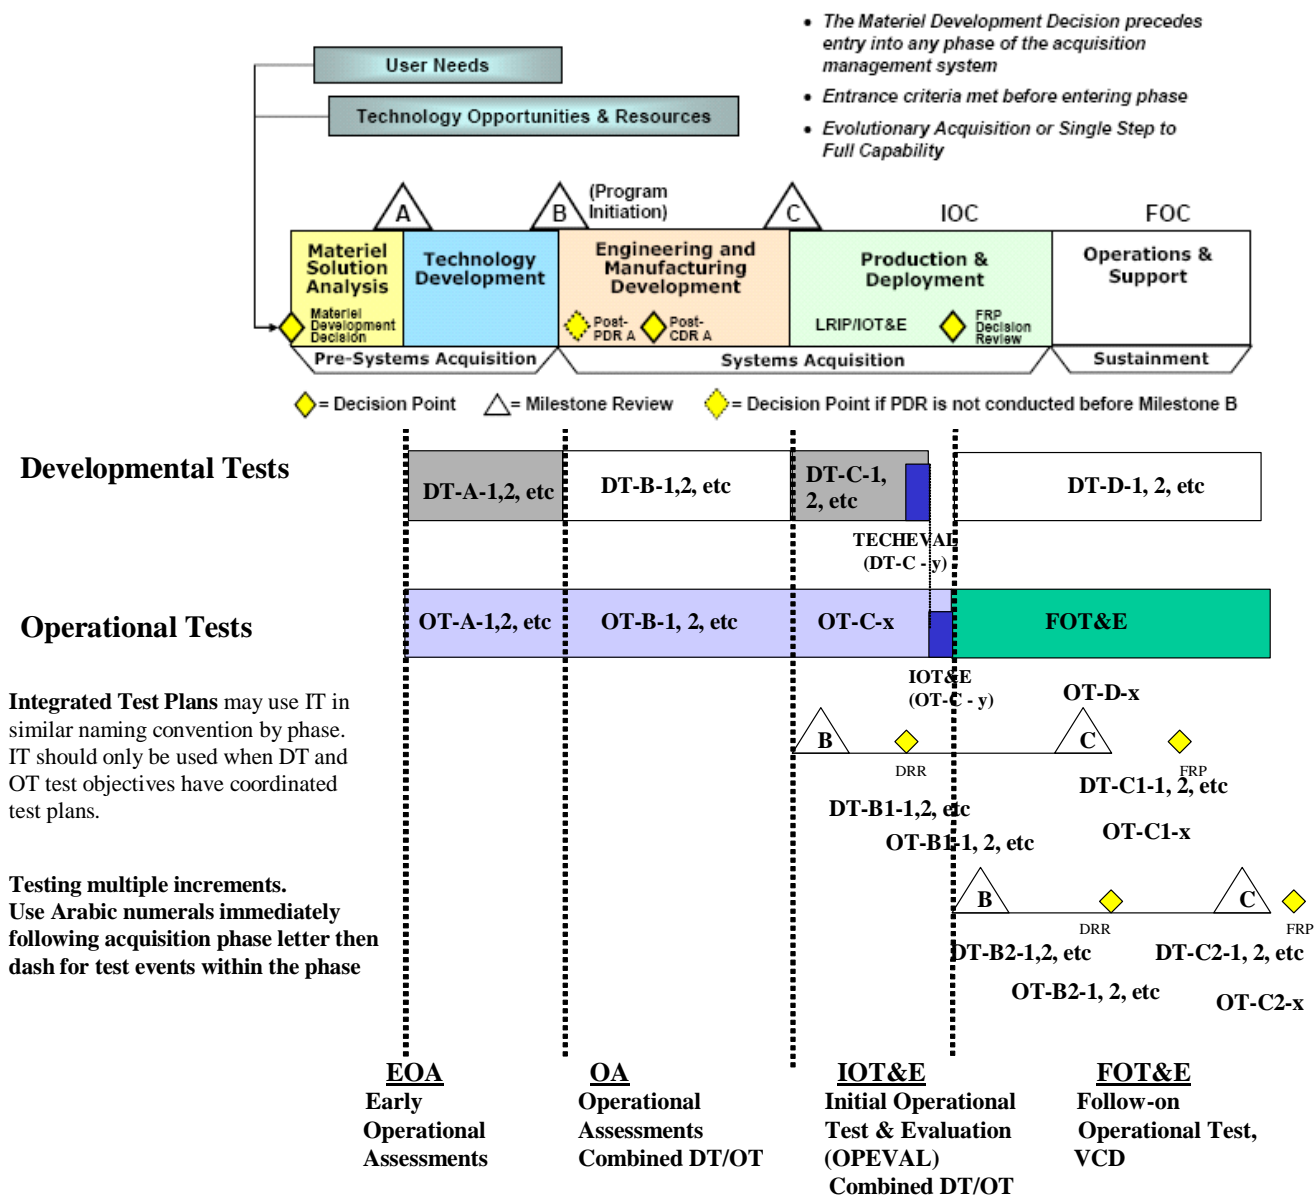 • The Materiel Development Decision precedes
entry into any phase of the acquisition
management system
• Entrance criteria met before entering phase
• Evolutionary Acquisition or Single Step to
Full Capability
User Needs
Technology Opportunities & Resources
A
B
(Program
Initiation)
C
IOC
FOC
Materiel
Solution
Analysis
Materiel
Development
Decision
Technology
Development
Engineering and
Manufacturing
Development
Post-
PDR A
Post-
CDR A
Production &
Deployment
LRIP/IOT&E
FRP
Decision
Review
Operations &
Support
Pre-Systems Acquisition
Systems Acquisition
Sustainment
= Decision Point
= Milestone Review
= Decision Point if PDR is not conducted before Milestone B
Developmental Tests
DT-A-1,2, etc
DT-B-1,2, etc
DT-C-1,
2, etc
DT-D-1, 2, etc
TECHEVAL
(DT-C - y)
Operational Tests
OT-A-1,2, etc
OT-B-1, 2, etc
OT-C-x
FOT&E
IOT&E
(OT-C - y)
OT-D-x
Integrated Test Plans may use IT in
similar naming convention by phase.
IT should only be used when DT and
OT test objectives have coordinated
test plans.
B
DRR
C
FRP
DT-B1-1,2, etc
OT-B1-1, 2, etc
DT-C1-1, 2, etc
OT-C1-x
Testing multiple increments.
Use Arabic numerals immediately
following acquisition phase letter then
dash for test events within the phase
B
DRR
C
FRP
DT-B2-1,2, etc
OT-B2-1, 2, etc
DT-C2-1, 2, etc
OT-C2-x
EOA
Early
Operational
Assessments
OA
Operational
Assessments
Combined DT/OT
IOT&E
Initial Operational
Test & Evaluation
(OPEVAL)
Combined DT/OT
FOT&E
Follow-on
Operational Test,
VCD